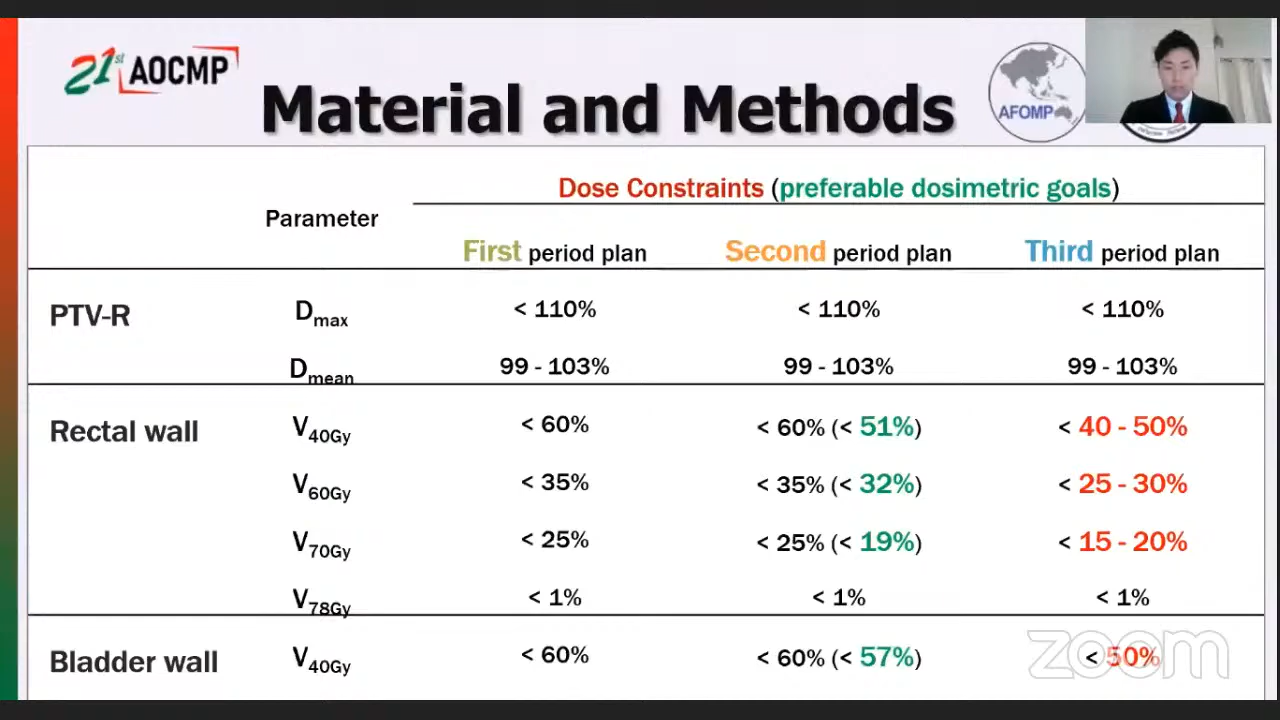 21st AOCMP
Material and Methods
AFOMP
Dose Constraints (preferable dosimetric goals)
Parameter
First period plan Second period plan Third period plan
PTV-R Dmax < 110% < 110% < 110%
Dmean 99 - 103% 99 - 103% 99 - 103%
Rectal wall V40Gy < 60% < 60% (< 51%) < 40 - 50%
V60Gy < 35% < 35% (< 32%) < 25 - 30%
V70Gy < 25% < 25% (< 19%) < 15 - 20%
V78Gy < 1% < 1% < 1%
Bladder wall V40Gy < 60% < 60% (< 57%) < 50%
zoom